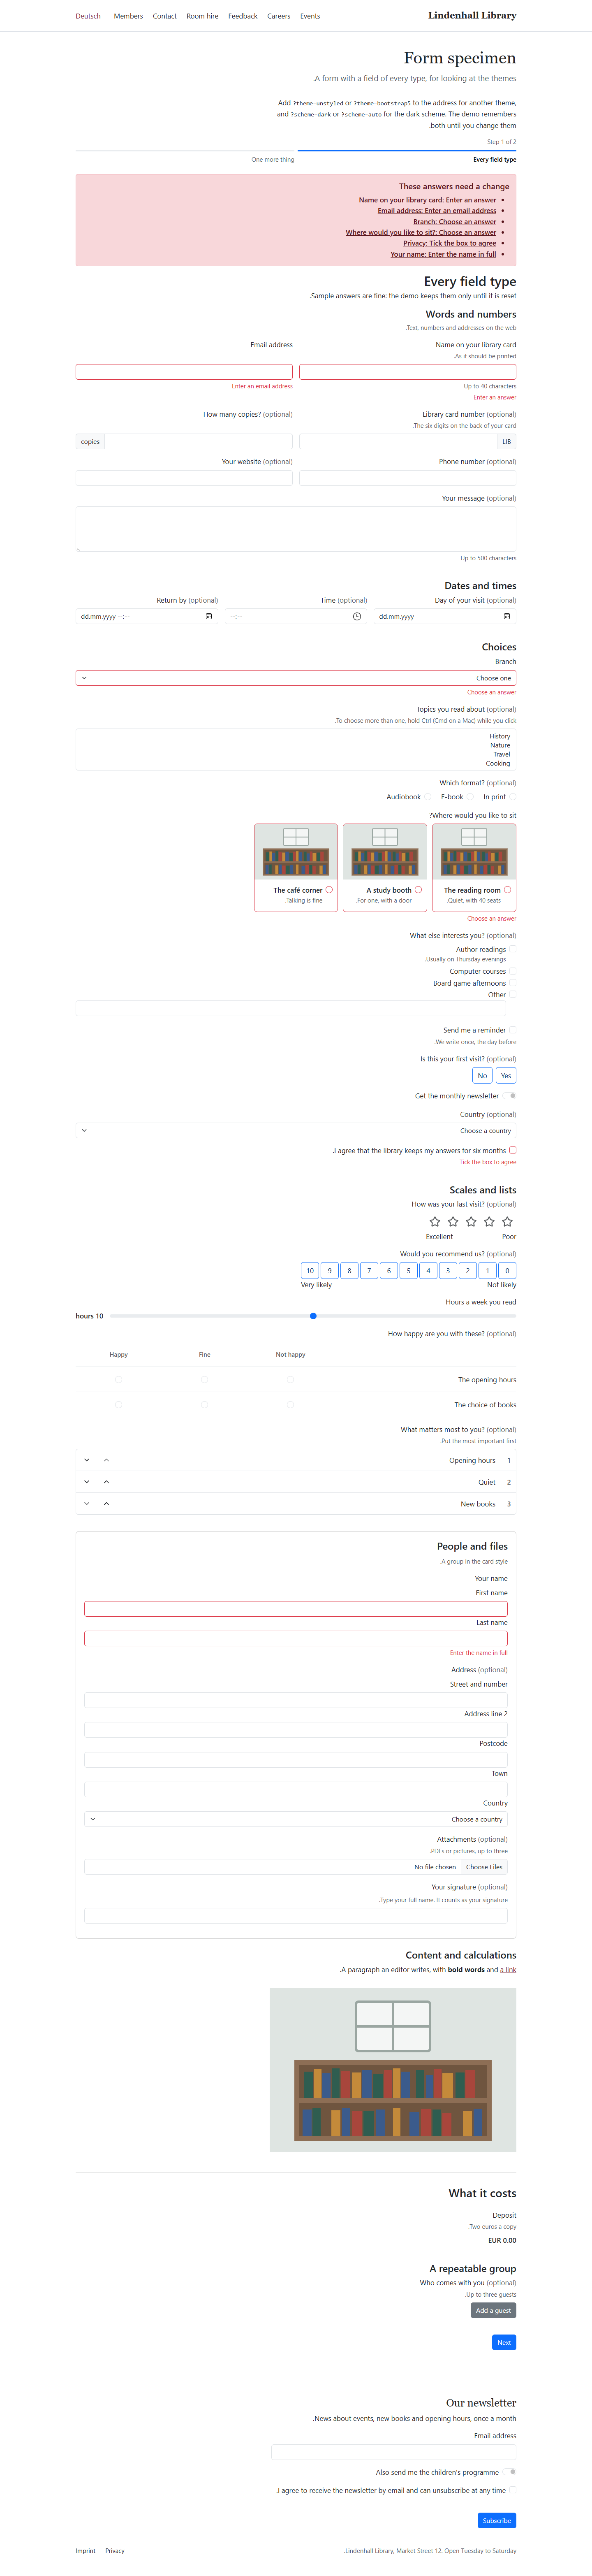 Lindenhall Library
Deutsch Members Contact Room hire Feedback Careers Events
Form specimen
.A form with a field of every type, for looking at the themes
Add ?theme=unstyled or ?theme=bootstrap5 to the address for another theme,
and ?scheme=dark or ?scheme=auto for the dark scheme. The demo remembers
.both until you change them
Step 1 of 2
Every field type
One more thing
These answers need a change
Name on your library card: Enter an answer
Email address: Enter an email address
Branch: Choose an answer
Where would you like to sit?: Choose an answer
Privacy: Tick the box to agree
Your name: Enter the name in full
Every field type
.Sample answers are fine: the demo keeps them only until it is reset
Words and numbers
.Text, numbers and addresses on the web
Name on your library card
.As it should be printed
Up to 40 characters
Enter an answer
Email address
Enter an email address
Library card number (optional)
.The six digits on the back of your card
LIB
How many copies? (optional)
copies
Phone number (optional)
Your website (optional)
Your message (optional)
Up to 500 characters
Dates and times
Day of your visit (optional)
dd.mm.yyyy
Time (optional)
--:--
Return by (optional)
dd.mm.yyyy --:--
Choices
Branch
Choose one
Choose an answer
Topics you read about (optional)
.To choose more than one, hold Ctrl (Cmd on a Mac) while you click
History
Nature
Travel
Cooking
Which format? (optional)
In print
E-book
Audiobook
?Where would you like to sit
The reading room
.Quiet, with 40 seats
A study booth
.For one, with a door
The café corner
.Talking is fine
Choose an answer
What else interests you? (optional)
Author readings
.Usually on Thursday evenings
Computer courses
Board game afternoons
Other
Send me a reminder
.We write once, the day before
Is this your first visit? (optional)
Yes
No
Get the monthly newsletter
Country (optional)
Choose a country
.I agree that the library keeps my answers for six months
Tick the box to agree
Scales and lists
How was your last visit? (optional)
Poor
Excellent
Would you recommend us? (optional)
10 9 8 7 6 5 4 3 2 1 0
Not likely
Very likely
Hours a week you read
hours 10
How happy are you with these? (optional)
Happy Fine Not happy
The opening hours
The choice of books
What matters most to you? (optional)
.Put the most important first
Opening hours 1
Quiet 2
New books 3
People and files
.A group in the card style
Your name
First name
Last name
Enter the name in full
Address (optional)
Street and number
Address line 2
Postcode
Town
Country
Choose a country
Attachments (optional)
.PDFs or pictures, up to three
No file chosen Choose Files
Your signature (optional)
.Type your full name. It counts as your signature
Content and calculations
.A paragraph an editor writes, with bold words and a link
What it costs
Deposit
.Two euros a copy
EUR 0.00
A repeatable group
Who comes with you (optional)
.Up to three guests
Add a guest
Next
Our newsletter
.News about events, new books and opening hours, once a month
Email address
Also send me the children's programme
.I agree to receive the newsletter by email and can unsubscribe at any time
Subscribe
.Lindenhall Library, Market Street 12. Open Tuesday to Saturday
Imprint Privacy